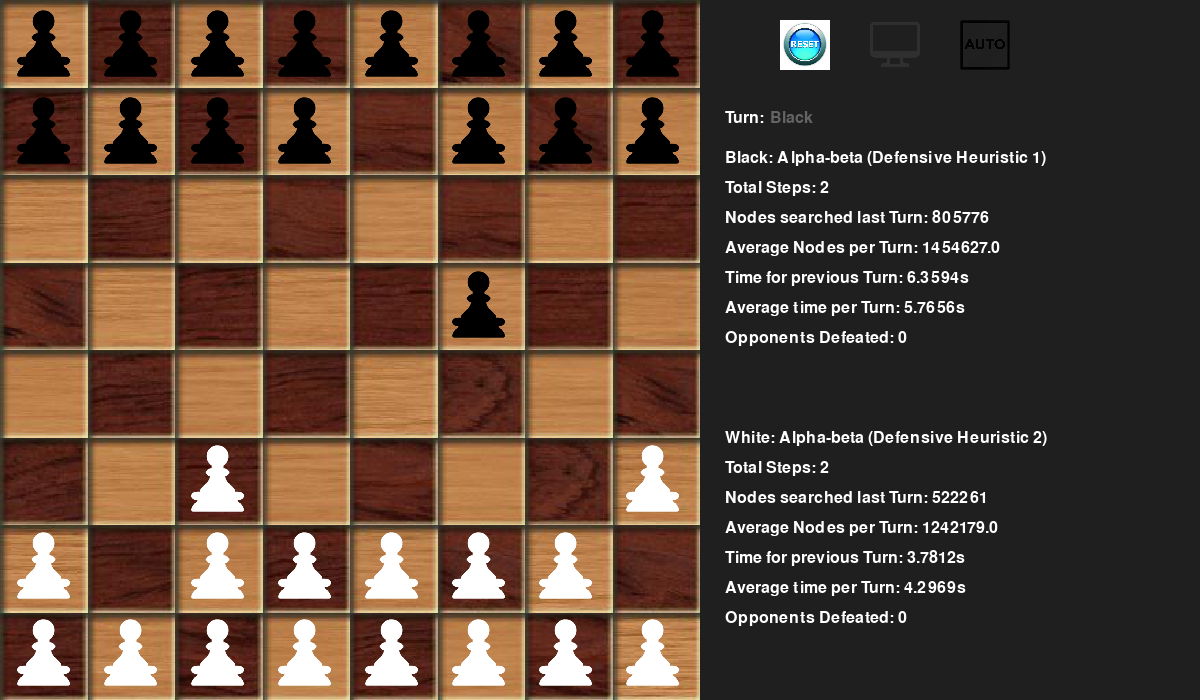 RESET
AUTO
Turn: Black
Black: Alpha-beta (Defensive Heuristic 1)
Total Steps: 2
Nodes searched last Turn: 805776
Average Nodes per Turn: 1454627.0
Time for previous Turn: 6.3594s
Average time per Turn: 5.7656s
Opponents Defeated: 0
White: Alpha-beta (Defensive Heuristic 2)
Total Steps: 2
Nodes searched last Turn: 522261
Average Nodes per Turn: 1242179.0
Time for previous Turn: 3.7812s
Average time per Turn: 4.2969s
Opponents Defeated: 0